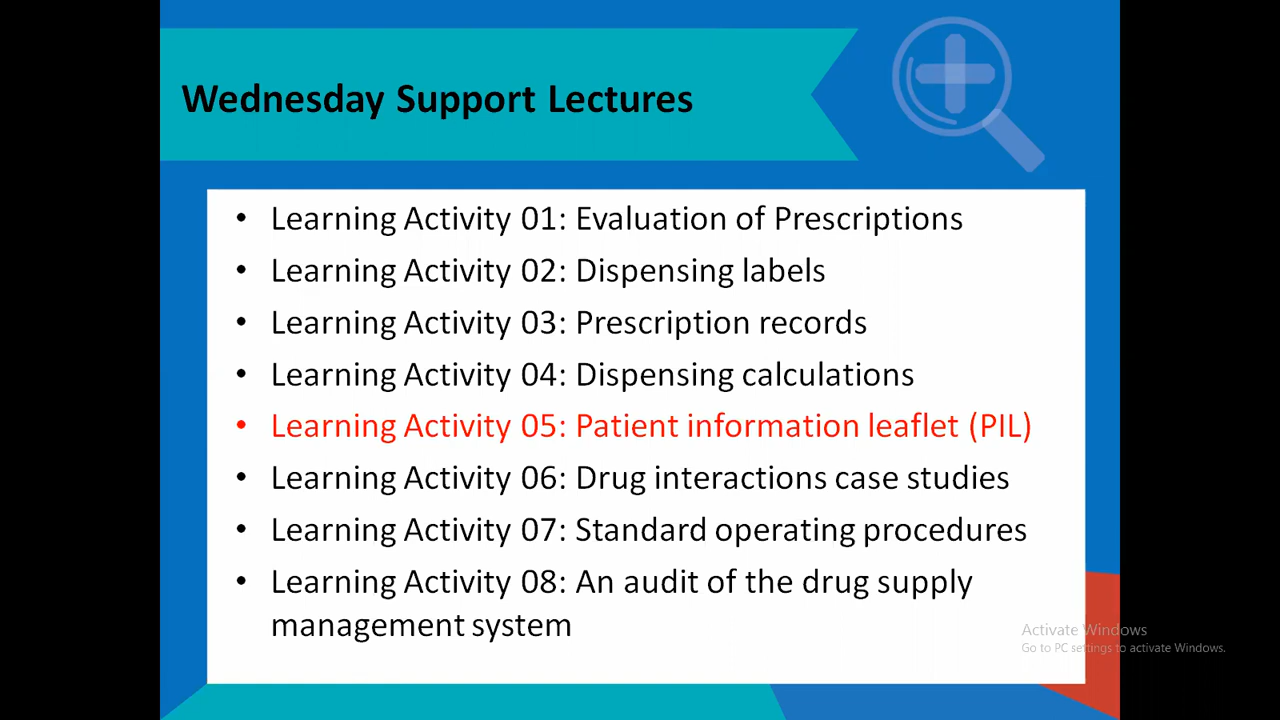 Wednesday Support Lectures
• Learning Activity 01: Evaluation of Prescriptions
• Learning Activity 02: Dispensing labels
• Learning Activity 03: Prescription records
• Learning Activity 04: Dispensing calculations
• Learning Activity 05: Patient information leaflet (PIL)
• Learning Activity 06: Drug interactions case studies
• Learning Activity 07: Standard operating procedures
• Learning Activity 08: An audit of the drug supply
management system
Activate Windows
Go to PC settings to activate Windows.